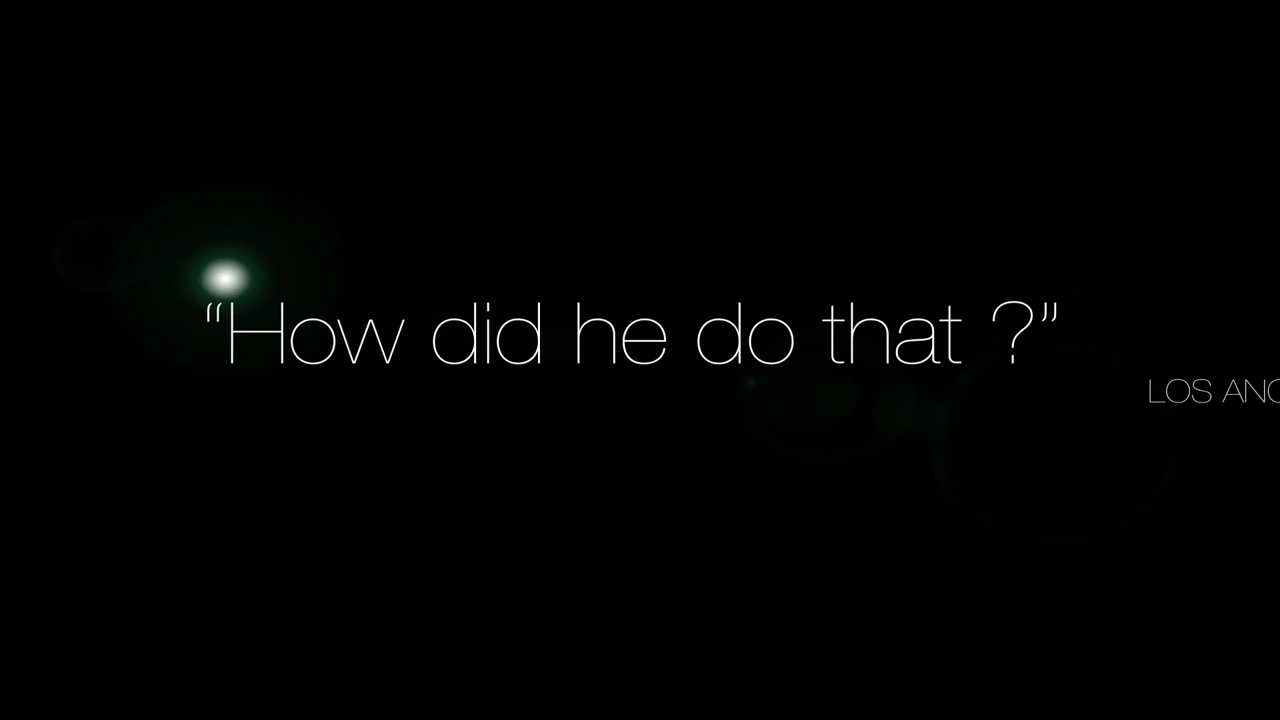 “How did he do that ?”
LOS